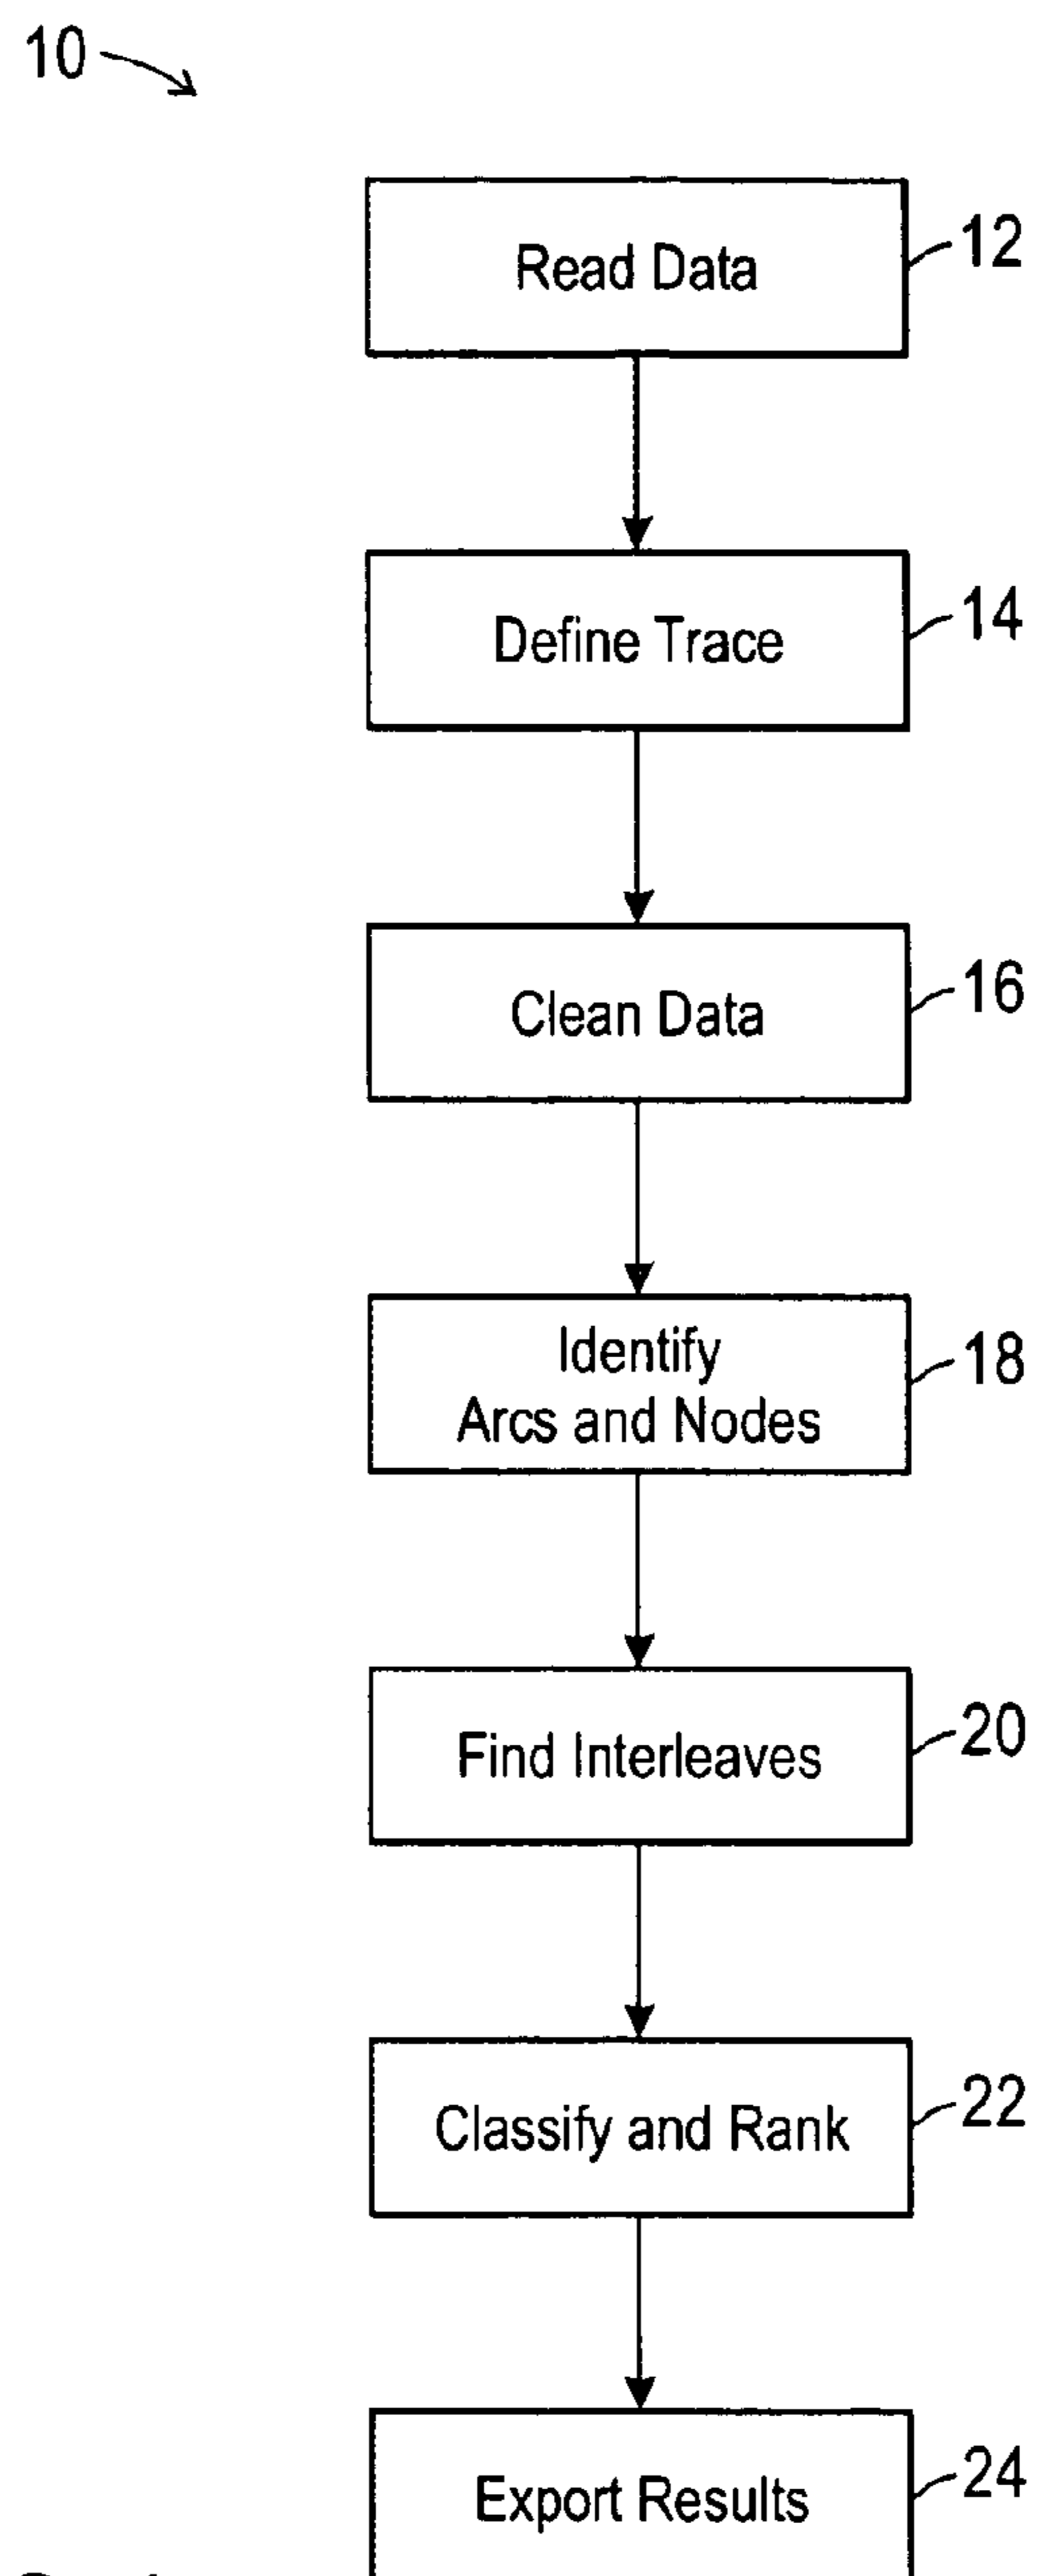 10
Read Data
12
Define Trace
14
Clean Data
16
Identify
Arcs and Nodes
18
Find Interleaves
20
Classify and Rank
22
Export Results
24